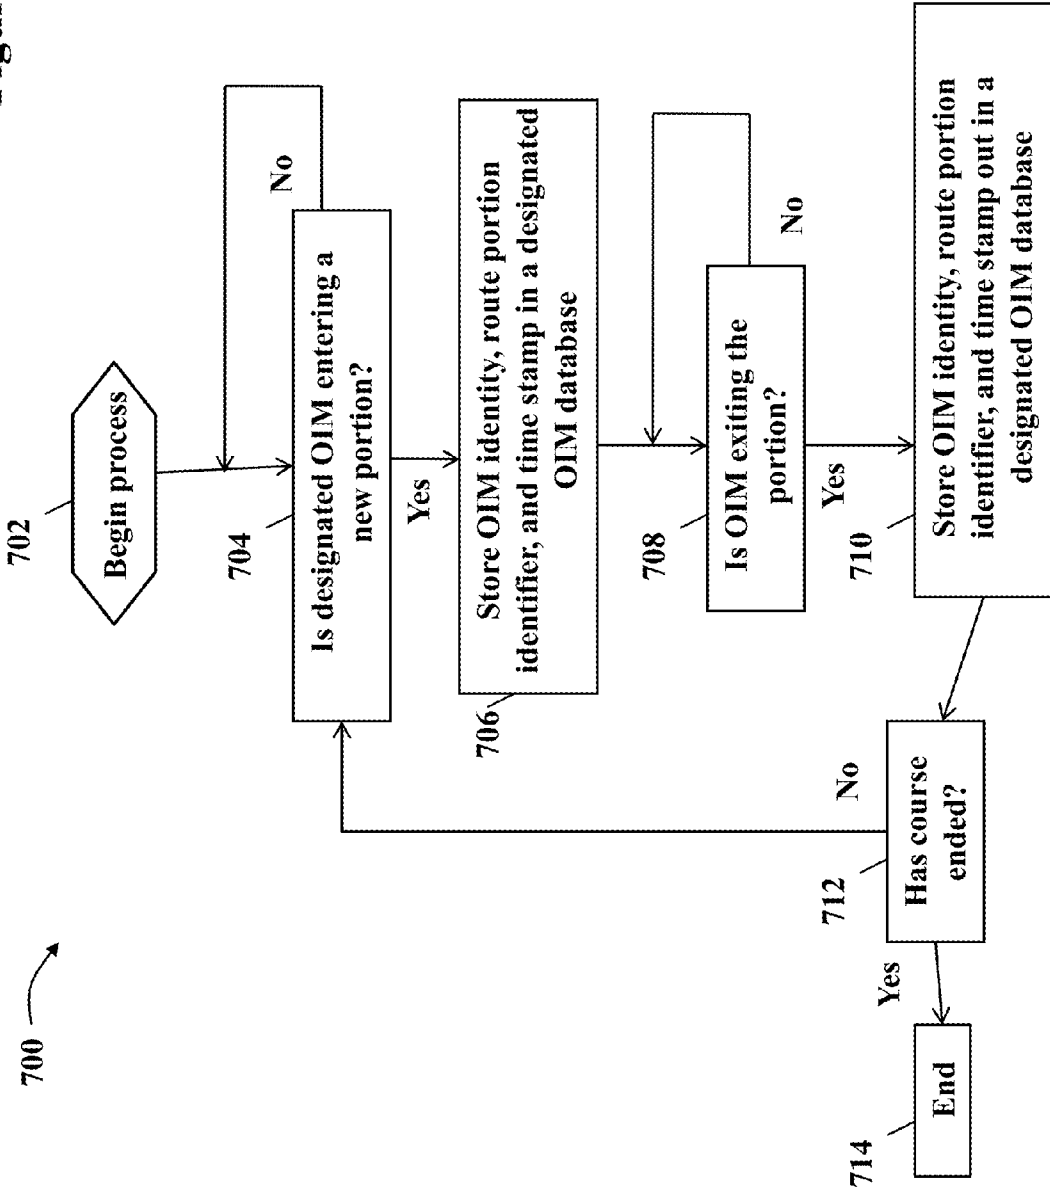 700
702
Begin process
704
Is designated OIM entering a
new portion?
No
Yes
706
Store OIM identity, route portion
identifier, and time stamp in a designated
OIM database
708
Is OIM exiting the
portion?
No
Yes
710
Store OIM identity, route portion
identifier, and time stamp out in a
designated OIM database
712
Has course
ended?
No
Yes
714
End